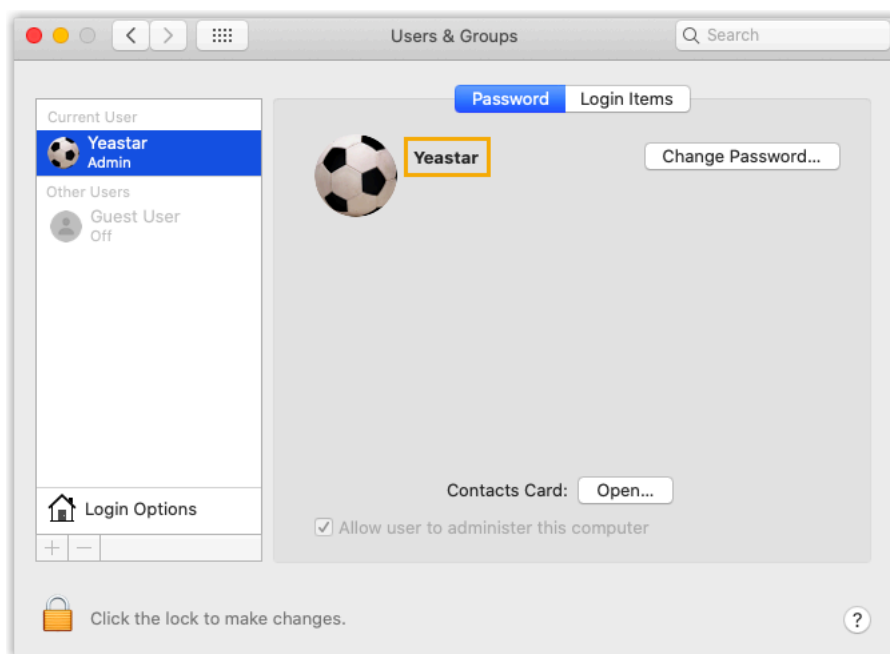 Users & Groups
Search
Password
Login Items
Current User
Yeastar
Admin
Other Users
Guest User
Off
Login Options
Yeastar
Change Password...
Contacts Card:
Open...
Allow user to administer this computer
Click the lock to make changes.
?